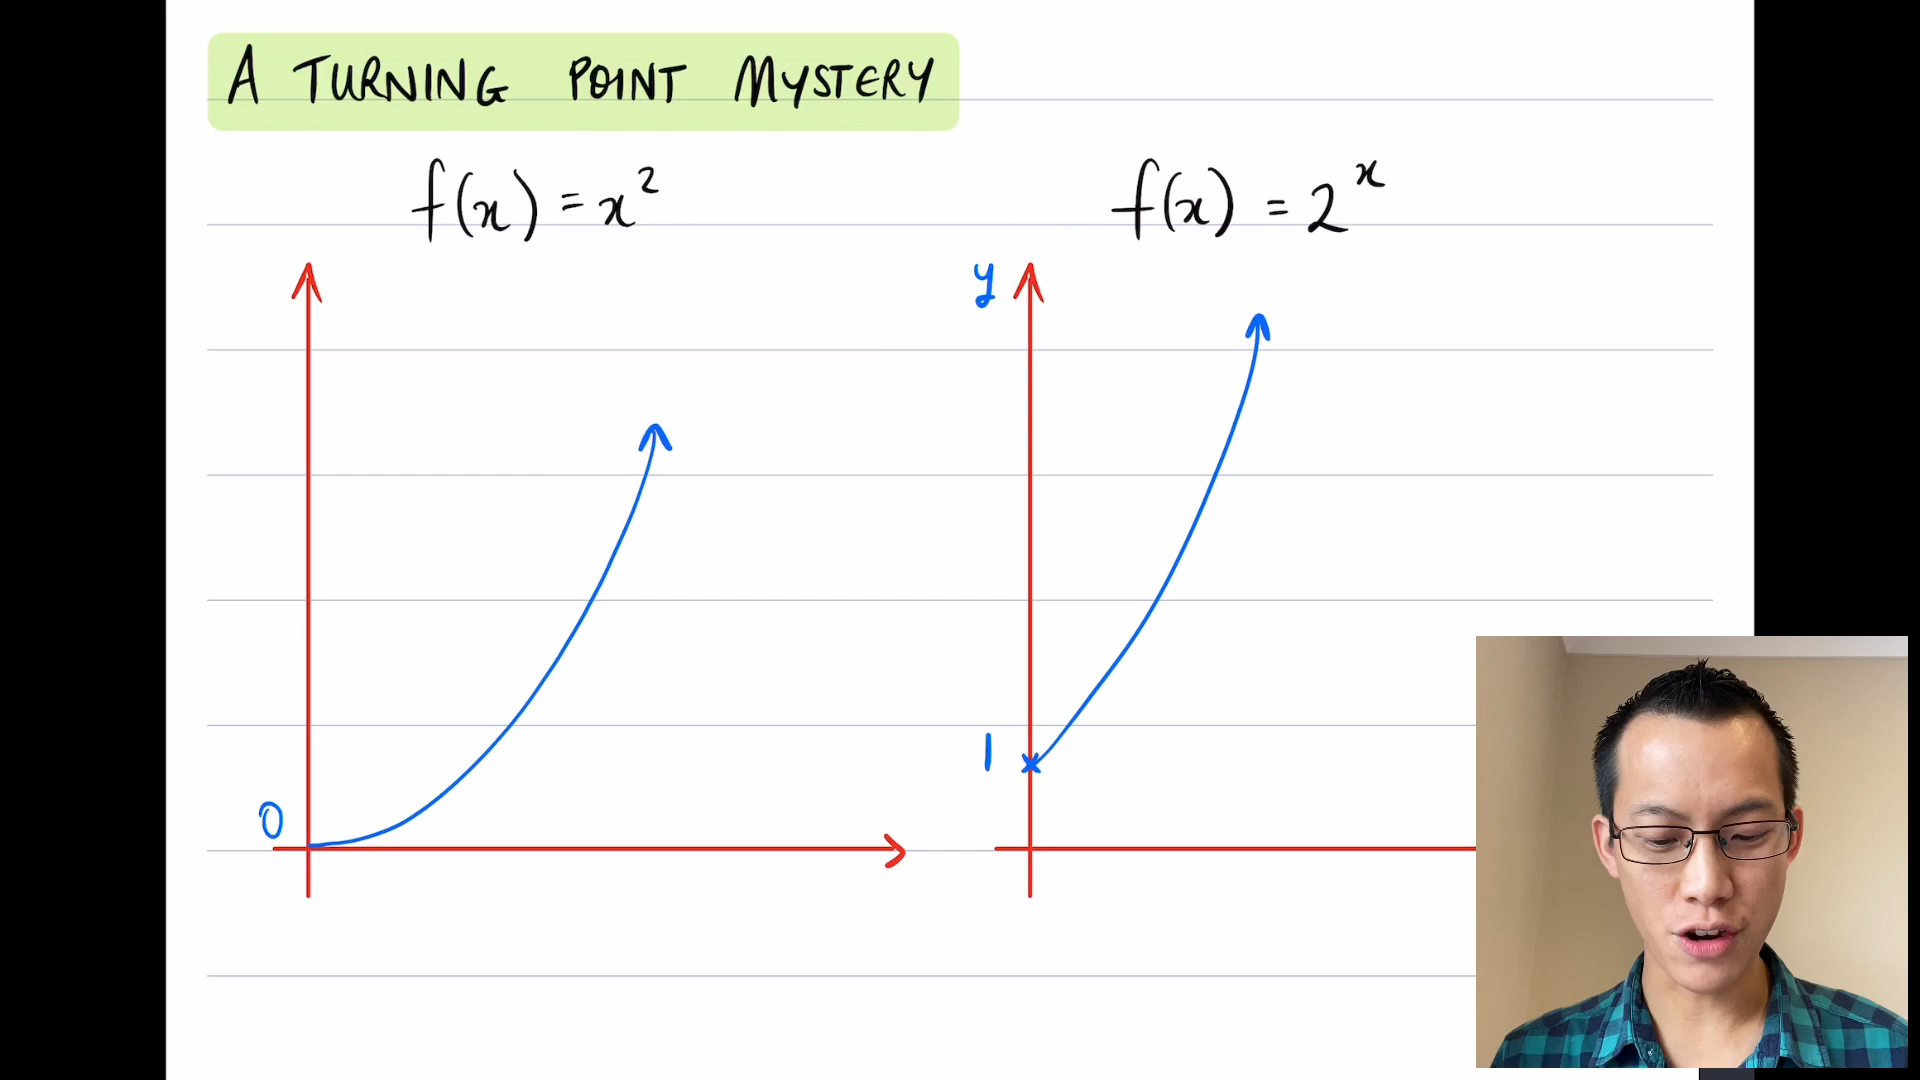 A TURNING POINT MYSTERY
f(x) = x²
f(x) = 2ˣ
y
1
0